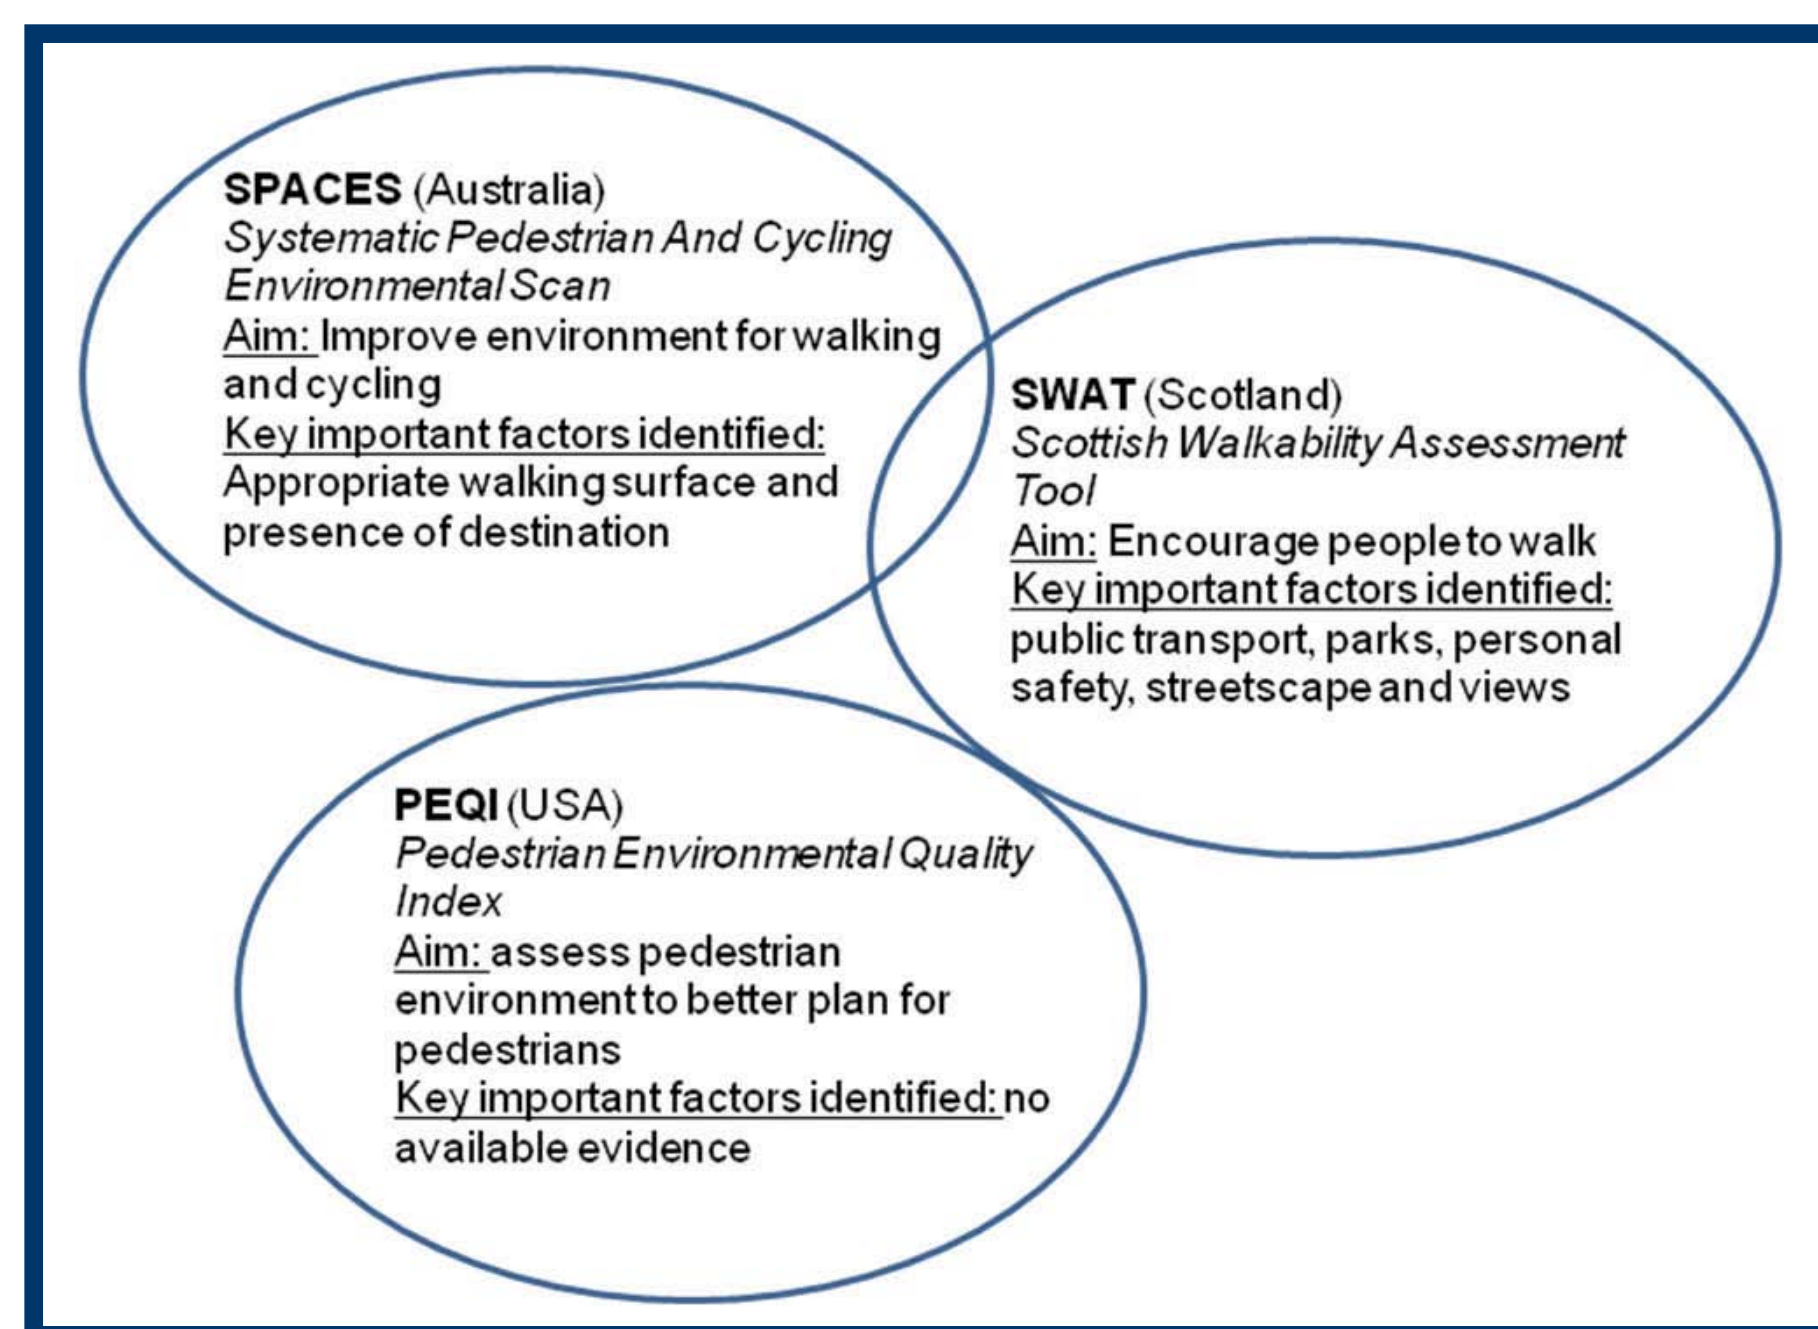 SPACES (Australia)
Systematic Pedestrian And Cycling
Environmental Scan
Aim: Improve environment for walking
and cycling
Key important factors identified:
Appropriate walking surface and
presence of destination
SWAT (Scotland)
Scottish Walkability Assessment
Tool
Aim: Encourage people to walk
Key important factors identified:
public transport, parks, personal
safety, streetscape and views
PEQI (USA)
Pedestrian Environmental Quality
Index
Aim: assess pedestrian
environment to better plan for
pedestrians
Key important factors identified: no
available evidence